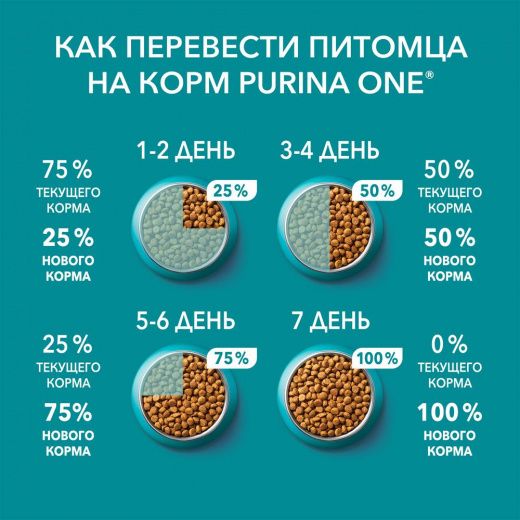 КАК ПЕРЕВЕСТИ ПИТОМЦА
НА КОРМ PURINA ONE®
1-2 ДЕНЬ
75%
ТЕКУЩЕГО
КОРМА
25%
НОВОГО
КОРМА
25%
3-4 ДЕНЬ
50%
50%
ТЕКУЩЕГО
КОРМА
50%
НОВОГО
КОРМА
5-6 ДЕНЬ
25%
ТЕКУЩЕГО
КОРМА
75%
НОВОГО
КОРМА
75%
7 ДЕНЬ
100%
0%
ТЕКУЩЕГО
КОРМА
100%
НОВОГО
КОРМА